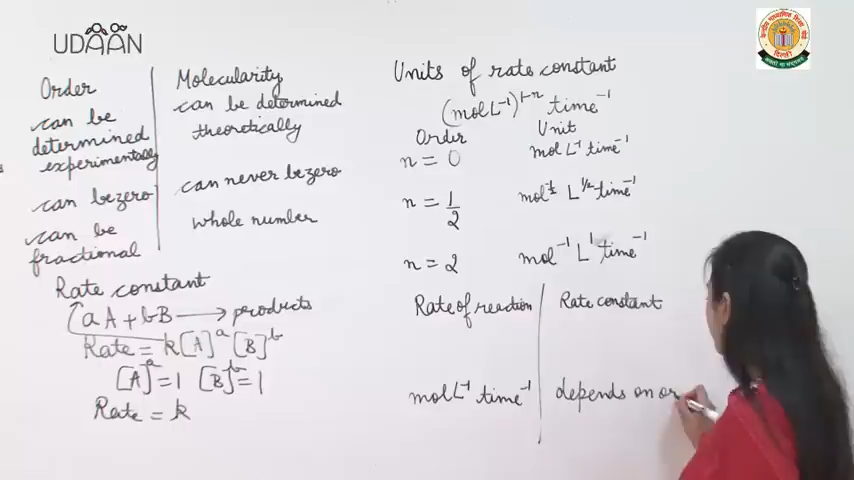 UDAAN
Order
Molecularity
can be determined experimentally
can be determined theoretically
can be zero
can never be zero
can be fractional
whole number
Rate constant
aA + bB ⟶ products
Rate = k[A]^a [B]^b
[A]^a = 1 [B]^b = 1
Rate = k
Units of rate constant
(mol L⁻¹)^1-n time⁻¹
Order Unit
n = 0 mol L⁻¹ time⁻¹
n = 1/2 mol^½ L^1/2 time⁻¹
n = 2 mol⁻¹ L¹ time⁻¹
Rate of reaction Rate constant
mol L⁻¹ time⁻¹ depends on or